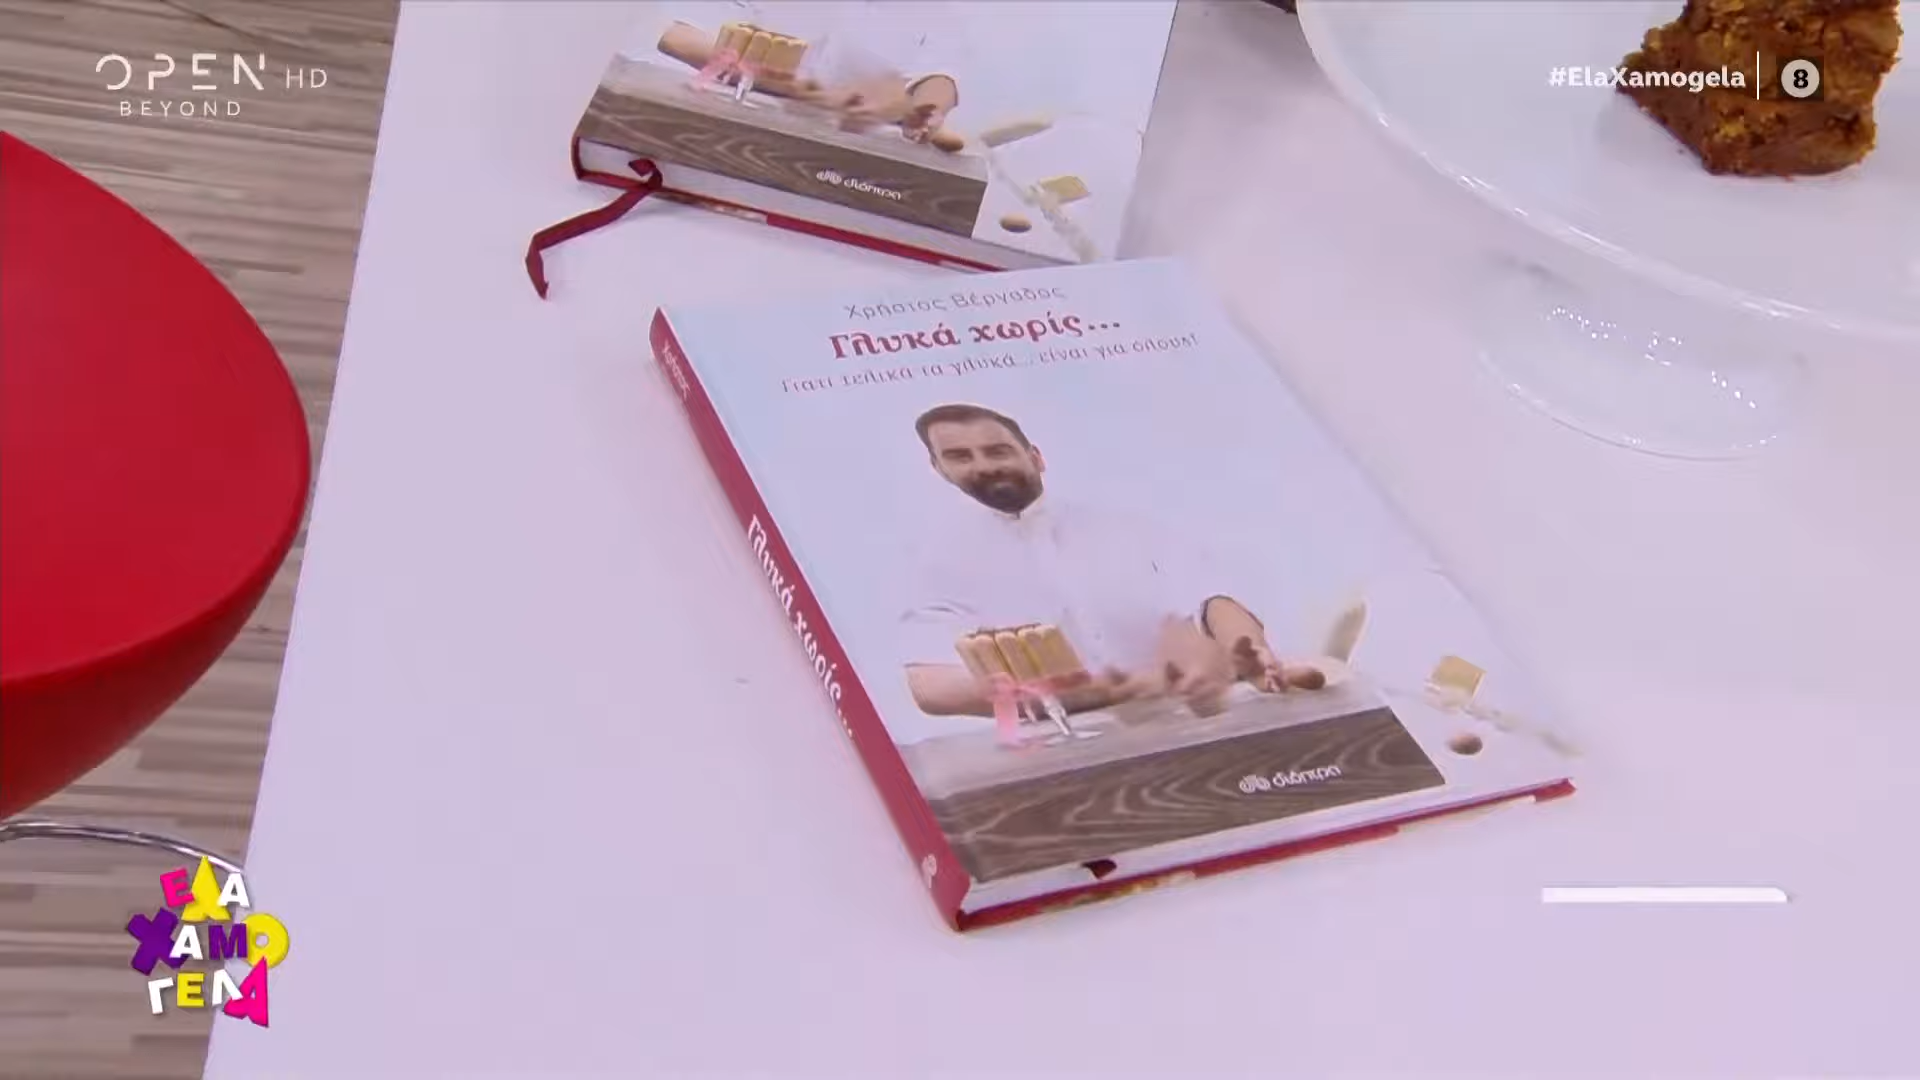 OPEN HD
BEYOND
#ElaXamogela
8
διόπτρα
Χρήστος Βέργαδος
Γλυκά χωρίς...
Γιατί τελικά τα γλυκά... είναι για όλους!
Χρήστος
Γλυκά χωρίς...
διόπτρα
ΕΛΑ
ΧΑΜΟ
ΓΕΛΑ